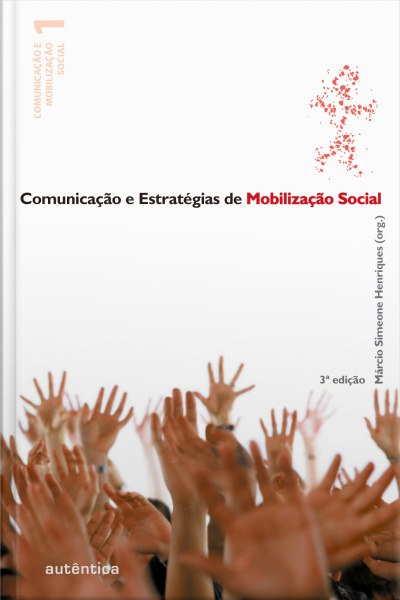 COMUNICAÇÃO E
MOBILIZAÇÃO
SOCIAL
1
Comunicação e Estratégias de Mobilização Social
Márcio Simeone Henriques (org.)
3ª edição
autêntica